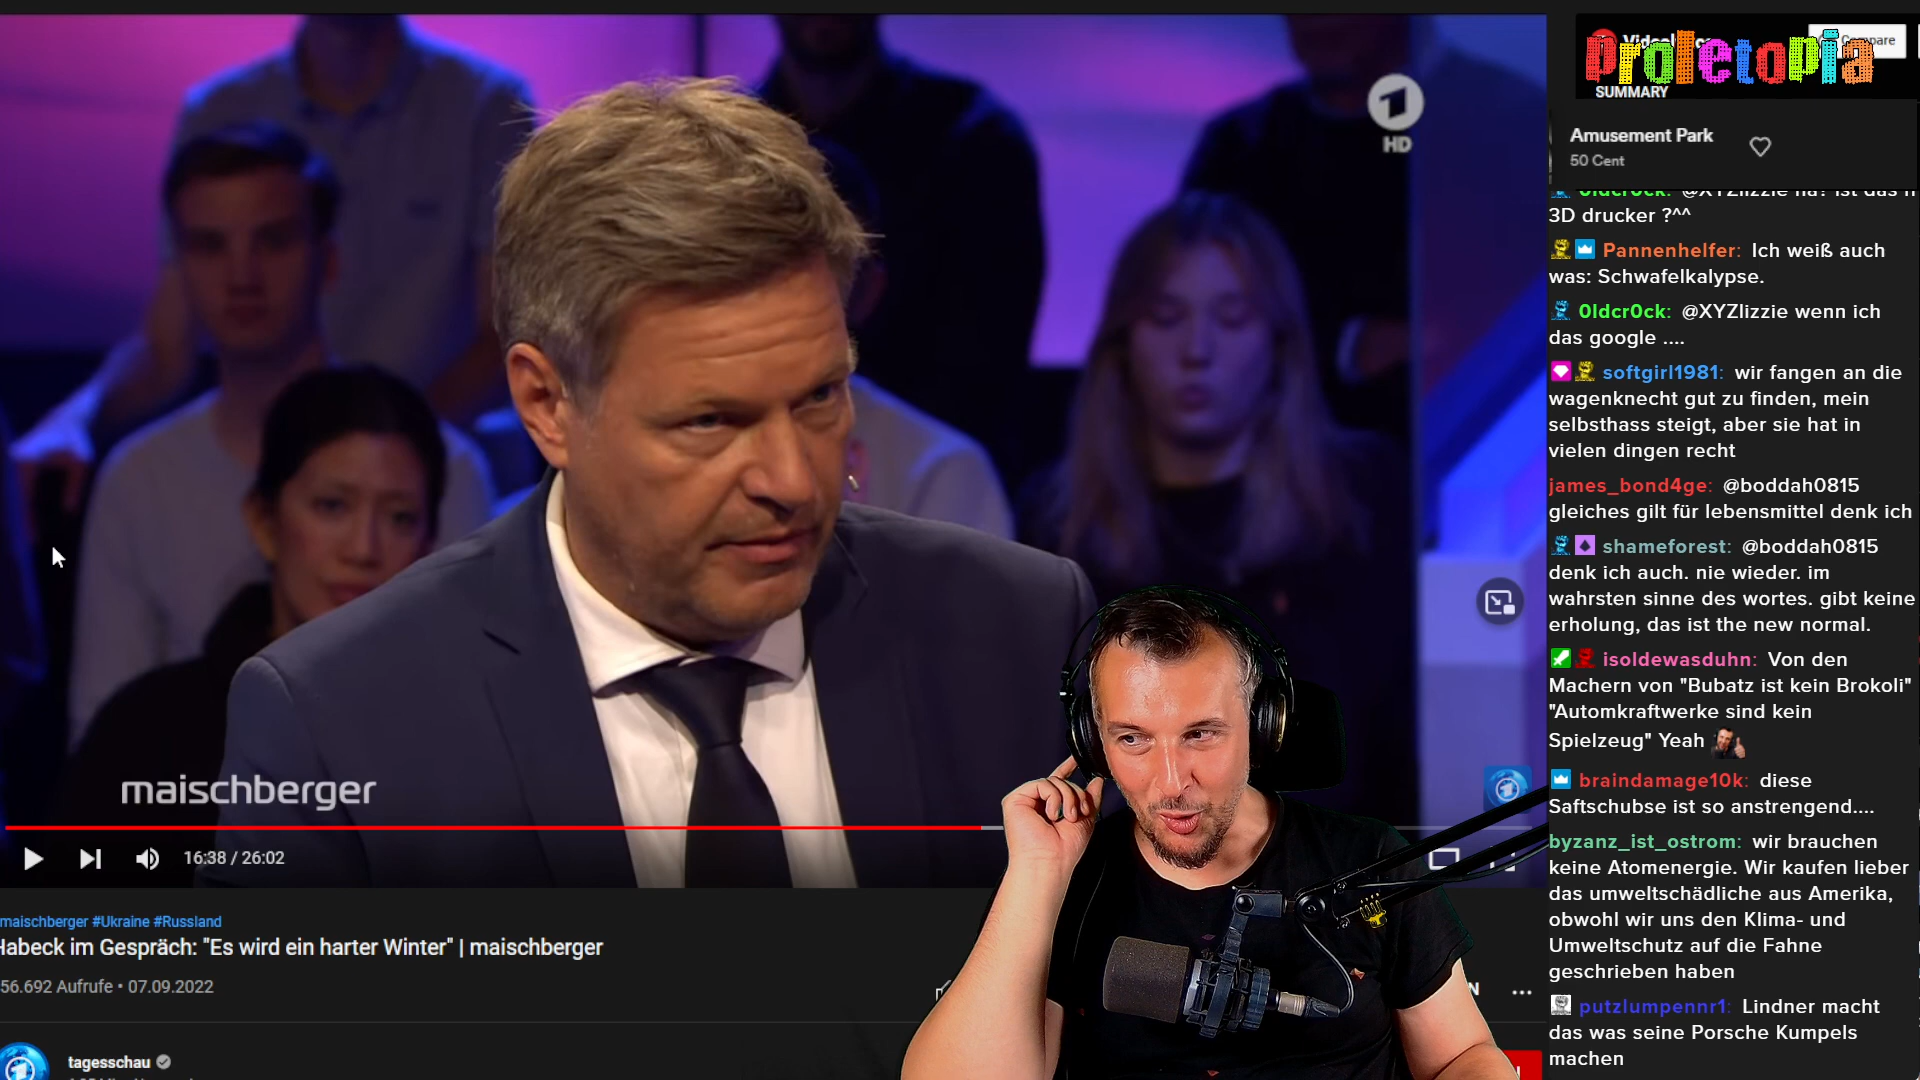 Proletopia
Compare
SUMMARY
Amusement Park
50 Cent
HD
3D drucker ?^^
Pannenhelfer: Ich weiß auch
was: Schwafelkalypse.
0ldcr0ck: @XYZlizzie wenn ich
das google ....
softgirl1981: wir fangen an die
wagenknecht gut zu finden, mein
selbsthass steigt, aber sie hat in
vielen dingen recht
james_bond4ge: @boddah0815
gleiches gilt für lebensmittel denk ich
shameforest: @boddah0815
denk ich auch. nie wieder. im
wahrsten sinne des wortes. gibt keine
erholung, das ist the new normal.
isoldewasduhn: Von den
Machern von "Bubatz ist kein Brokoli"
"Automkraftwerke sind kein
Spielzeug" Yeah
braindamage10k: diese
Saftschubse ist so anstrengend....
byzanz_ist_ostrom: wir brauchen
keine Atomenergie. Wir kaufen lieber
das umweltschädliche aus Amerika,
obwohl wir uns den Klima- und
Umweltschutz auf die Fahne
geschrieben haben
putzlumpennr1: Lindner macht
das was seine Porsche Kumpels
machen
maischberger
16:38 / 26:02
maischberger #Ukraine #Russland
Habeck im Gespräch: "Es wird ein harter Winter" | maischberger
56.692 Aufrufe • 07.09.2022
tagesschau